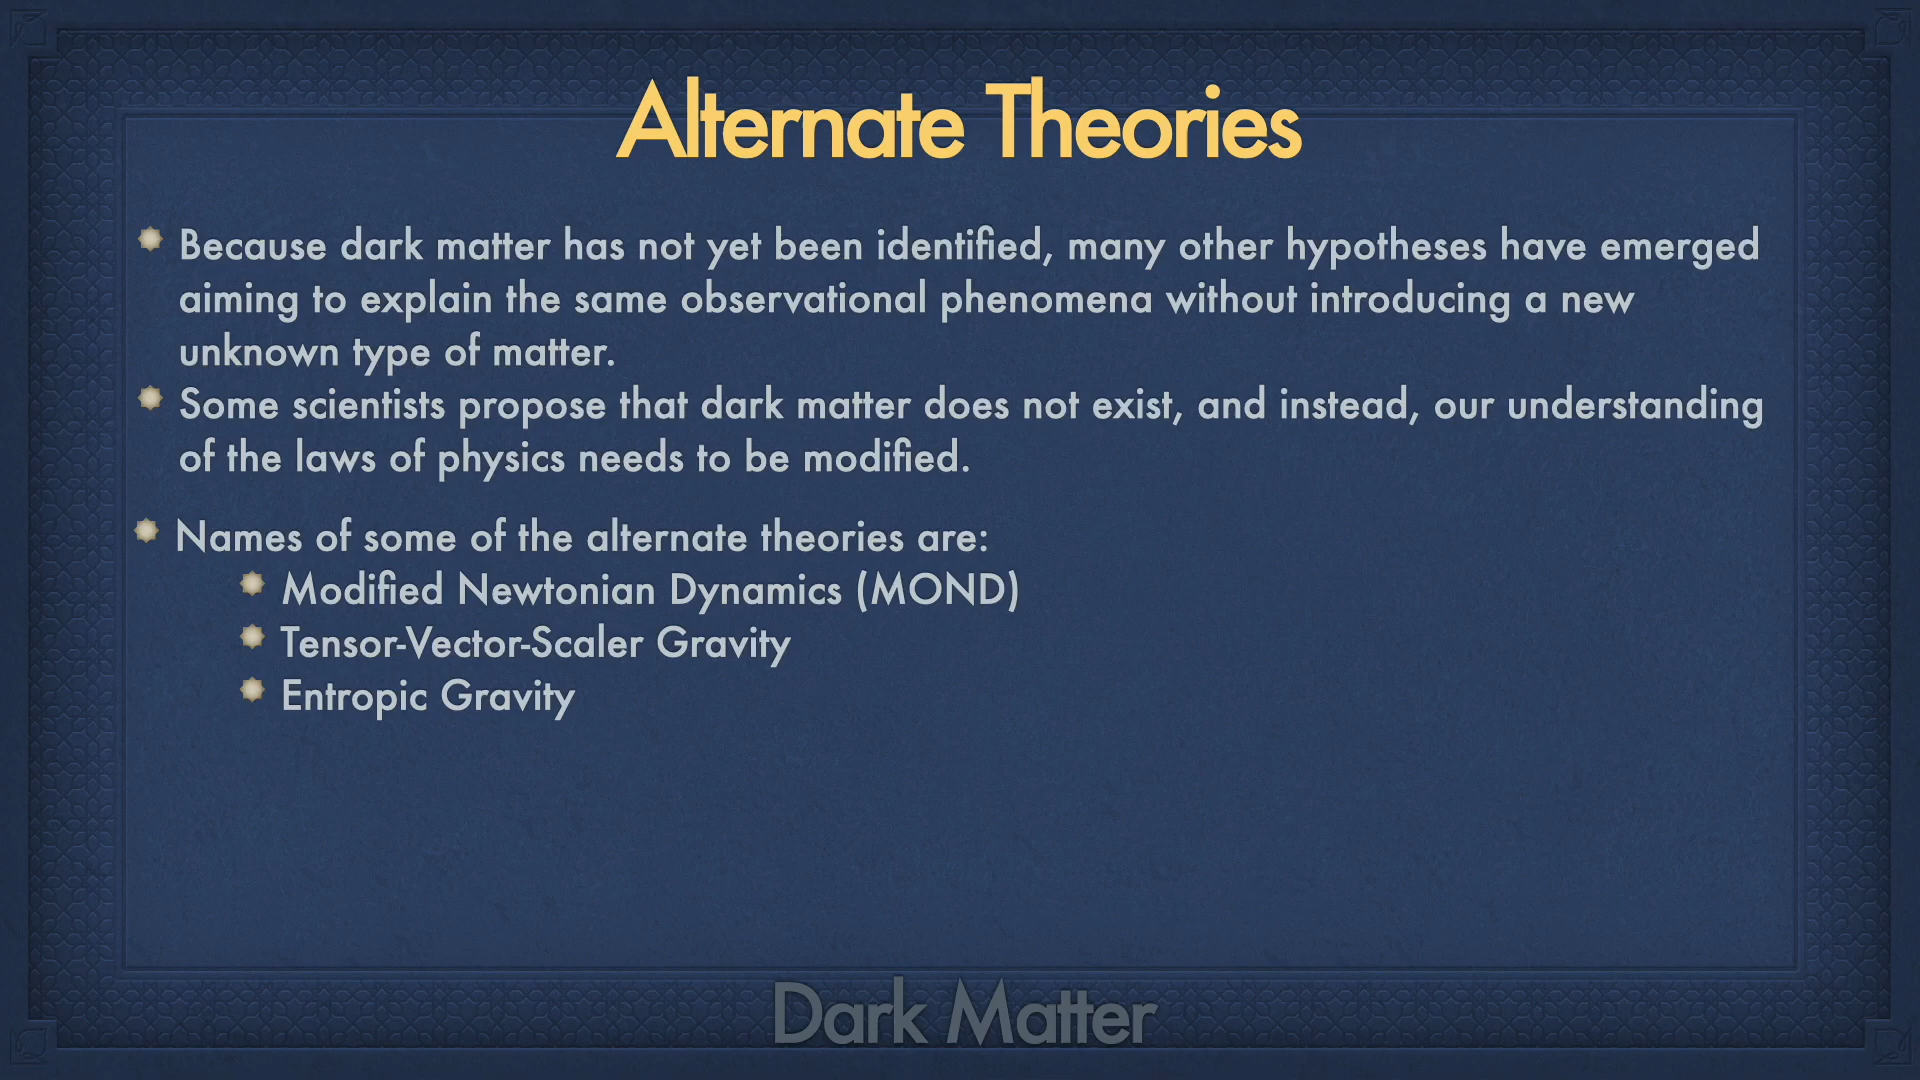 Alternate Theories
Because dark matter has not yet been identified, many other hypotheses have emerged
aiming to explain the same observational phenomena without introducing a new
unknown type of matter.
Some scientists propose that dark matter does not exist, and instead, our understanding
of the laws of physics needs to be modified.
Names of some of the alternate theories are:
Modified Newtonian Dynamics (MOND)
Tensor-Vector-Scaler Gravity
Entropic Gravity
Dark Matter